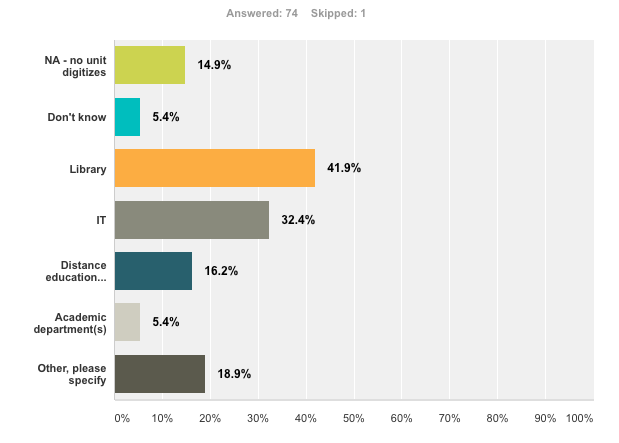 Answered: 74 Skipped: 1
NA - no unit
digitizes
14.9%
Don't know
5.4%
Library
41.9%
IT
32.4%
Distance
education...
16.2%
Academic
department(s)
5.4%
Other, please
specify
18.9%
0% 10% 20% 30% 40% 50% 60% 70% 80% 90% 100%